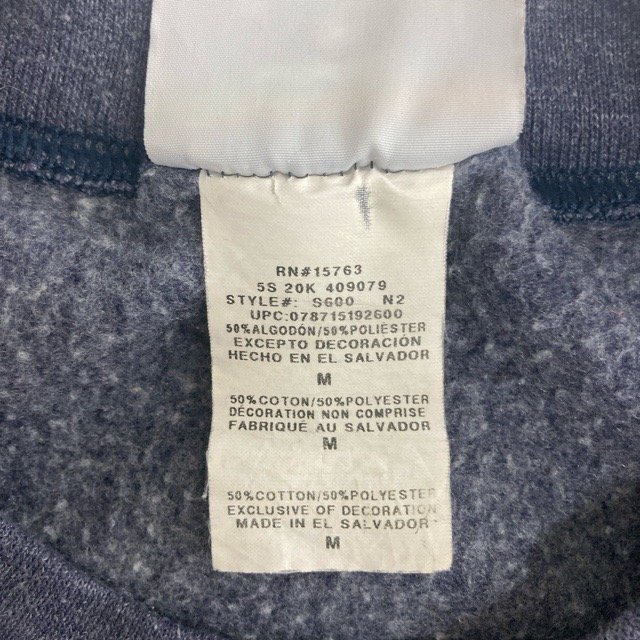 RN#15763
5S 20K 409079
STYLE#: S600 N2
UPC:078715192600
50%ALGODÓN/50%POLIÉSTER
EXCEPTO DECORACIÓN
HECHO EN EL SALVADOR
M
50%COTON/50%POLYESTER
DÉCORATION NON COMPRISE
FABRIQUÉ AU SALVADOR
M
50%COTTON/50%POLYESTER
EXCLUSIVE OF DECORATION
MADE IN EL SALVADOR
M